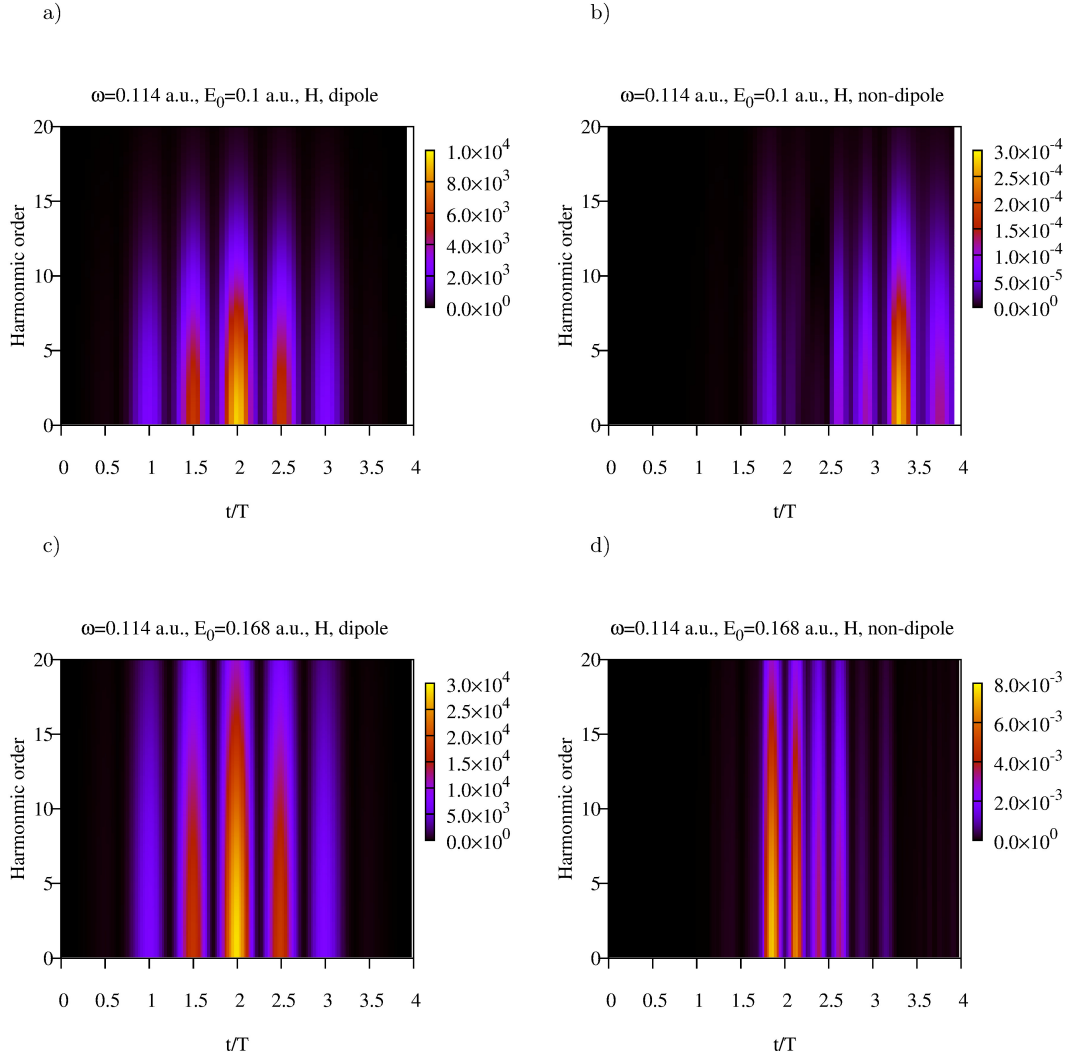 a)
ω=0.114 a.u., E0=0.1 a.u., H, dipole
Harmonmic order
20
15
10
5
0
0 0.5 1 1.5 2 2.5 3 3.5 4
t/T
1.0×10^4
8.0×10^3
6.0×10^3
4.0×10^3
2.0×10^3
0.0×10^0
b)
ω=0.114 a.u., E0=0.1 a.u., H, non-dipole
Harmonmic order
20
15
10
5
0
0 0.5 1 1.5 2 2.5 3 3.5 4
t/T
3.0×10^-4
2.5×10^-4
2.0×10^-4
1.5×10^-4
1.0×10^-4
5.0×10^-5
0.0×10^0
c)
ω=0.114 a.u., E0=0.168 a.u., H, dipole
Harmonmic order
20
15
10
5
0
0 0.5 1 1.5 2 2.5 3 3.5 4
t/T
3.0×10^4
2.5×10^4
2.0×10^4
1.5×10^4
1.0×10^4
5.0×10^3
0.0×10^0
d)
ω=0.114 a.u., E0=0.168 a.u., H, non-dipole
Harmonmic order
20
15
10
5
0
0 0.5 1 1.5 2 2.5 3 3.5 4
t/T
8.0×10^-3
6.0×10^-3
4.0×10^-3
2.0×10^-3
0.0×10^0